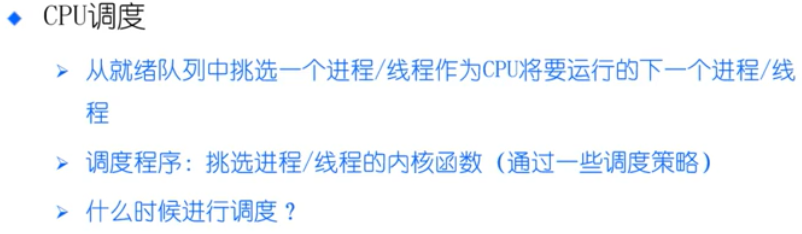 CPU调度
从就绪队列中挑选一个进程/线程作为CPU将要运行的下一个进程/线
程
调度程序：挑选进程/线程的内核函数（通过一些调度策略）
什么时候进行调度？